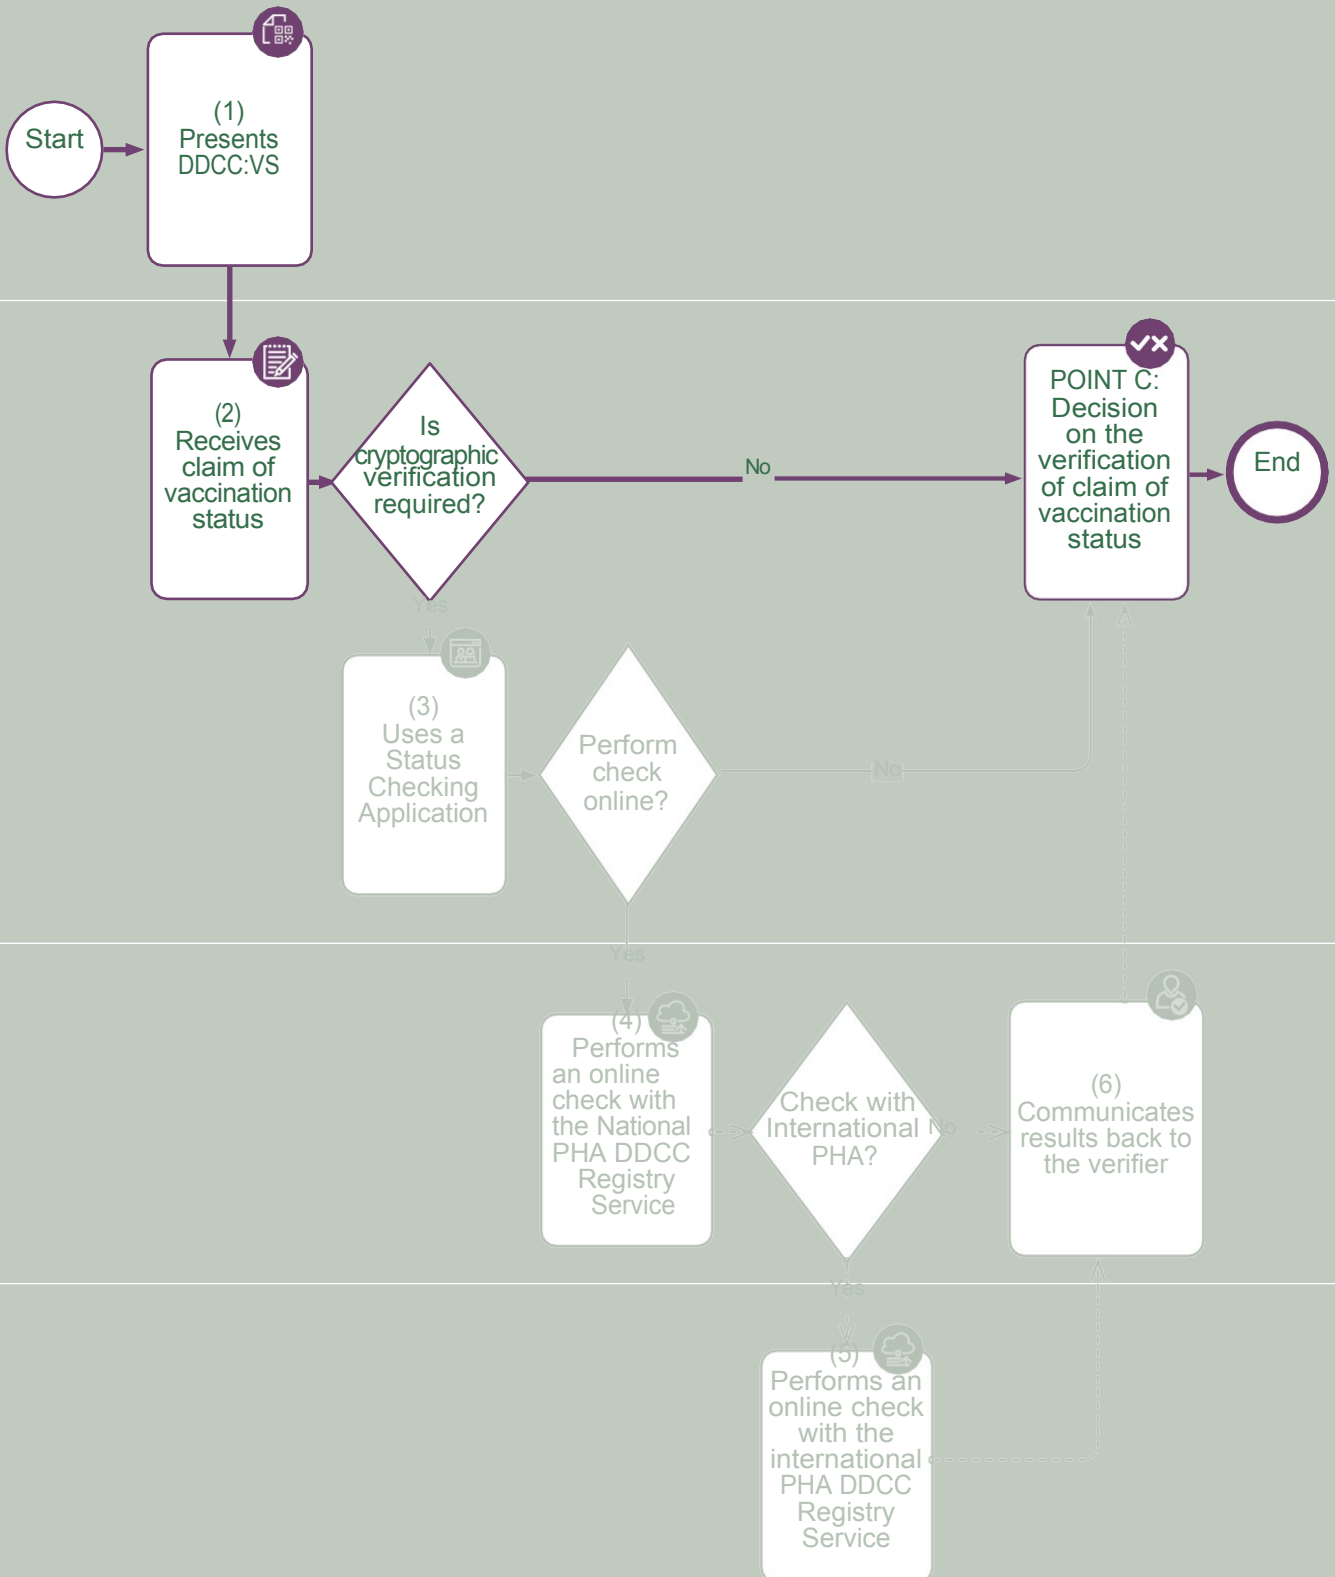 Start
(1)
Presents
DDCC:VS
(2)
Receives
claim of
vaccination
status
Is
cryptographic
verification
required?
No
POINT C:
Decision
on the
verification
of claim of
vaccination
status
End
Yes
(3)
Uses a
Status
Checking
Application
Perform
check
online?
No
Yes
(4)
Performs
an online
check with
the National
PHA DDCC
Registry
Service
Check with
International
PHA?
No
(6)
Communicates
results back to
the verifier
Yes
(5)
Performs an
online check
with the
international
PHA DDCC
Registry
Service